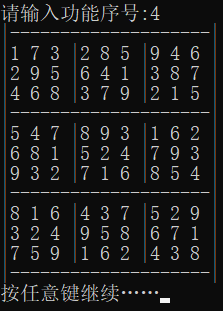 请输入功能序号:4
---------------------
|1 7 3 |2 8 5 |9 4 6 |
|2 9 5 |6 4 1 |3 8 7 |
|4 6 8 |3 7 9 |2 1 5 |
---------------------
|5 4 7 |8 9 3 |1 6 2 |
|6 8 1 |5 2 4 |7 9 3 |
|9 3 2 |7 1 6 |8 5 4 |
---------------------
|8 1 6 |4 3 7 |5 2 9 |
|3 2 4 |9 5 8 |6 7 1 |
|7 5 9 |1 6 2 |4 3 8 |
---------------------
按任意键继续……